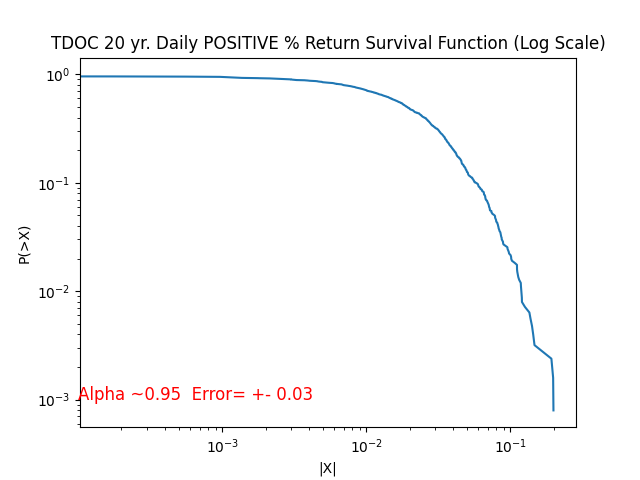 TDOC 20 yr. Daily POSITIVE % Return Survival Function (Log Scale)
10⁰
10⁻¹
10⁻²
10⁻³
P(>X)
Alpha ~0.95  Error= +- 0.03
10⁻³
10⁻²
10⁻¹
|X|